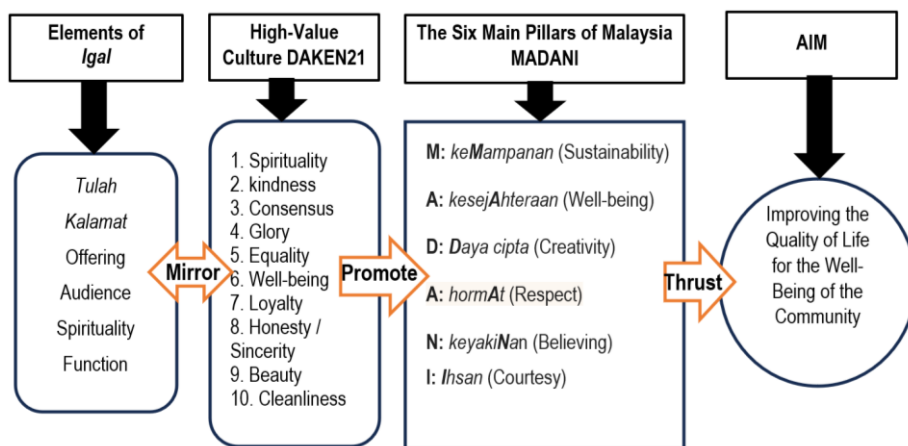 Elements of
Igal
High-Value
Culture DAKEN21
The Six Main Pillars of Malaysia
MADANI
AIM
Tulah
Kalamat
Offering
Audience
Spirituality
Function
Mirror
1. Spirituality
2. kindness
3. Consensus
4. Glory
5. Equality
6. Well-being
7. Loyalty
8. Honesty /
Sincerity
9. Beauty
10. Cleanliness
Promote
M: keMampanan (Sustainability)
A: kesejAhteraan (Well-being)
D: Daya cipta (Creativity)
A: hormAt (Respect)
N: keyakiNan (Believing)
I: Ihsan (Courtesy)
Thrust
Improving the
Quality of Life
for the Well-
Being of the
Community